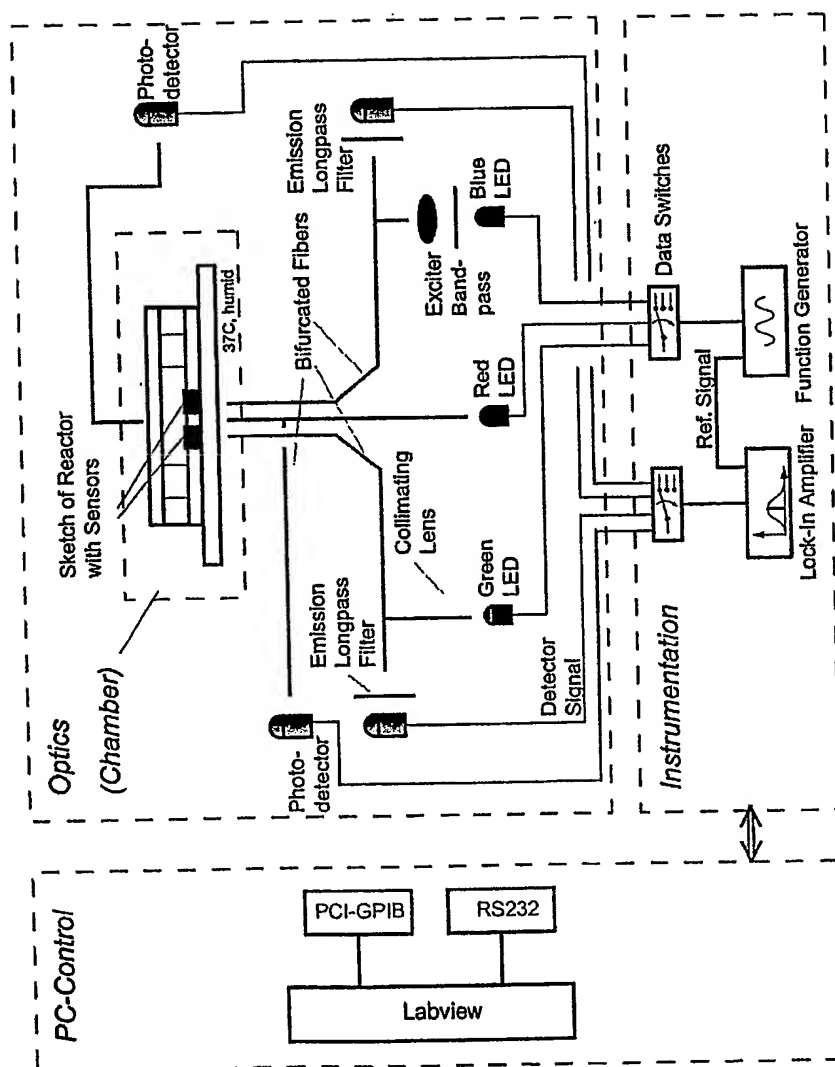 Optics
(Chamber)
Sketch of Reactor
with Sensors
37C, humid
Photo-
detector
Emission
Longpass
Filter
Bifurcated Fibers
Exciter
Band-
pass
Blue
LED
Red
LED
Collimating
Lens
Green
LED
Emission
Longpass
Filter
Photo-
detector
Detector
Signal
Instrumentation
Data Switches
Ref. Signal
Lock-In Amplifier
Function Generator
PC-Control
PCI-GPIB
RS232
Labview